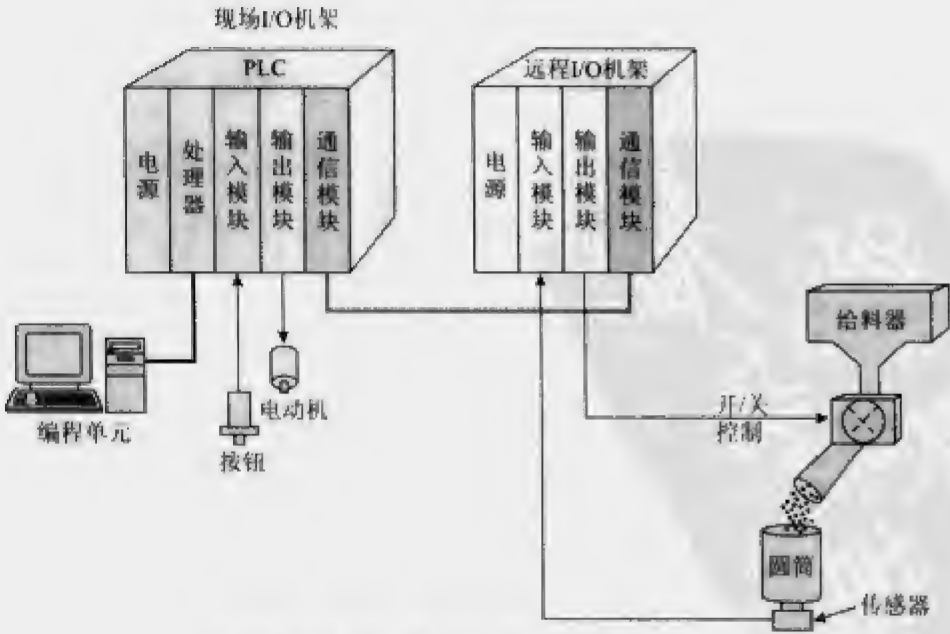 现场I/O机架
PLC
电源
处理器
输入模块
输出模块
通信模块
远程I/O机架
电源
输入模块
输出模块
通信模块
给料器
编程单元
电动机
按钮
开/关
控制
圆筒
传感器